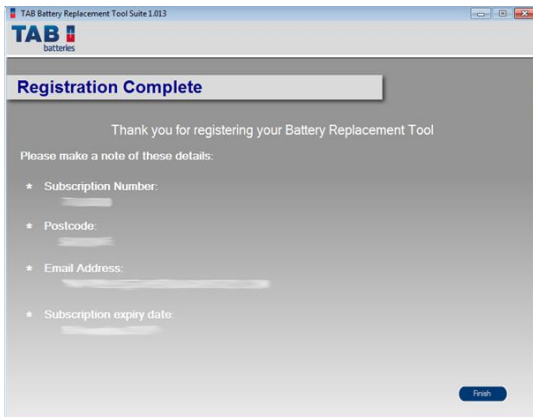 TAB Battery Replacement Tool Suite 1.013
TAB
batteries
Registration Complete
Thank you for registering your Battery Replacement Tool
Please make a note of these details:
* Subscription Number:
* Postcode:
* Email Address:
* Subscription expiry date:
Finish